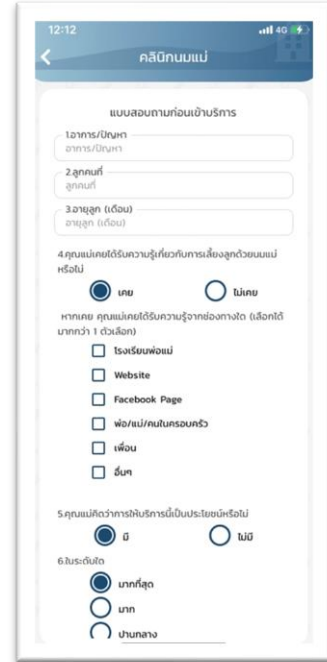 12:12
4G
คลินิกนมแม่
แบบสอบถามก่อนเข้าบริการ
1.อาการ/ปัญหา
อาการ/ปัญหา
2.ลูกคนที่
ลูกคนที่
3.อายุลูก (เดือน)
อายุลูก (เดือน)
4.คุณแม่เคยได้รับความรู้เกี่ยวกับการเลี้ยงลูกด้วยนมแม่
หรือไม่
เคย ไม่เคย
หากเคย คุณแม่เคยได้รับความรู้จากช่องทางใด (เลือกได้
มากกว่า 1 ตัวเลือก)
โรงเรียนพ่อแม่
Website
Facebook Page
พ่อ/แม่/คนในครอบครัว
เพื่อน
อื่นๆ
5.คุณแม่คิดว่าการให้บริการนี้เป็นประโยชน์หรือไม่
มี ไม่มี
6.ในระดับใด
มากที่สุด
มาก
ปานกลาง